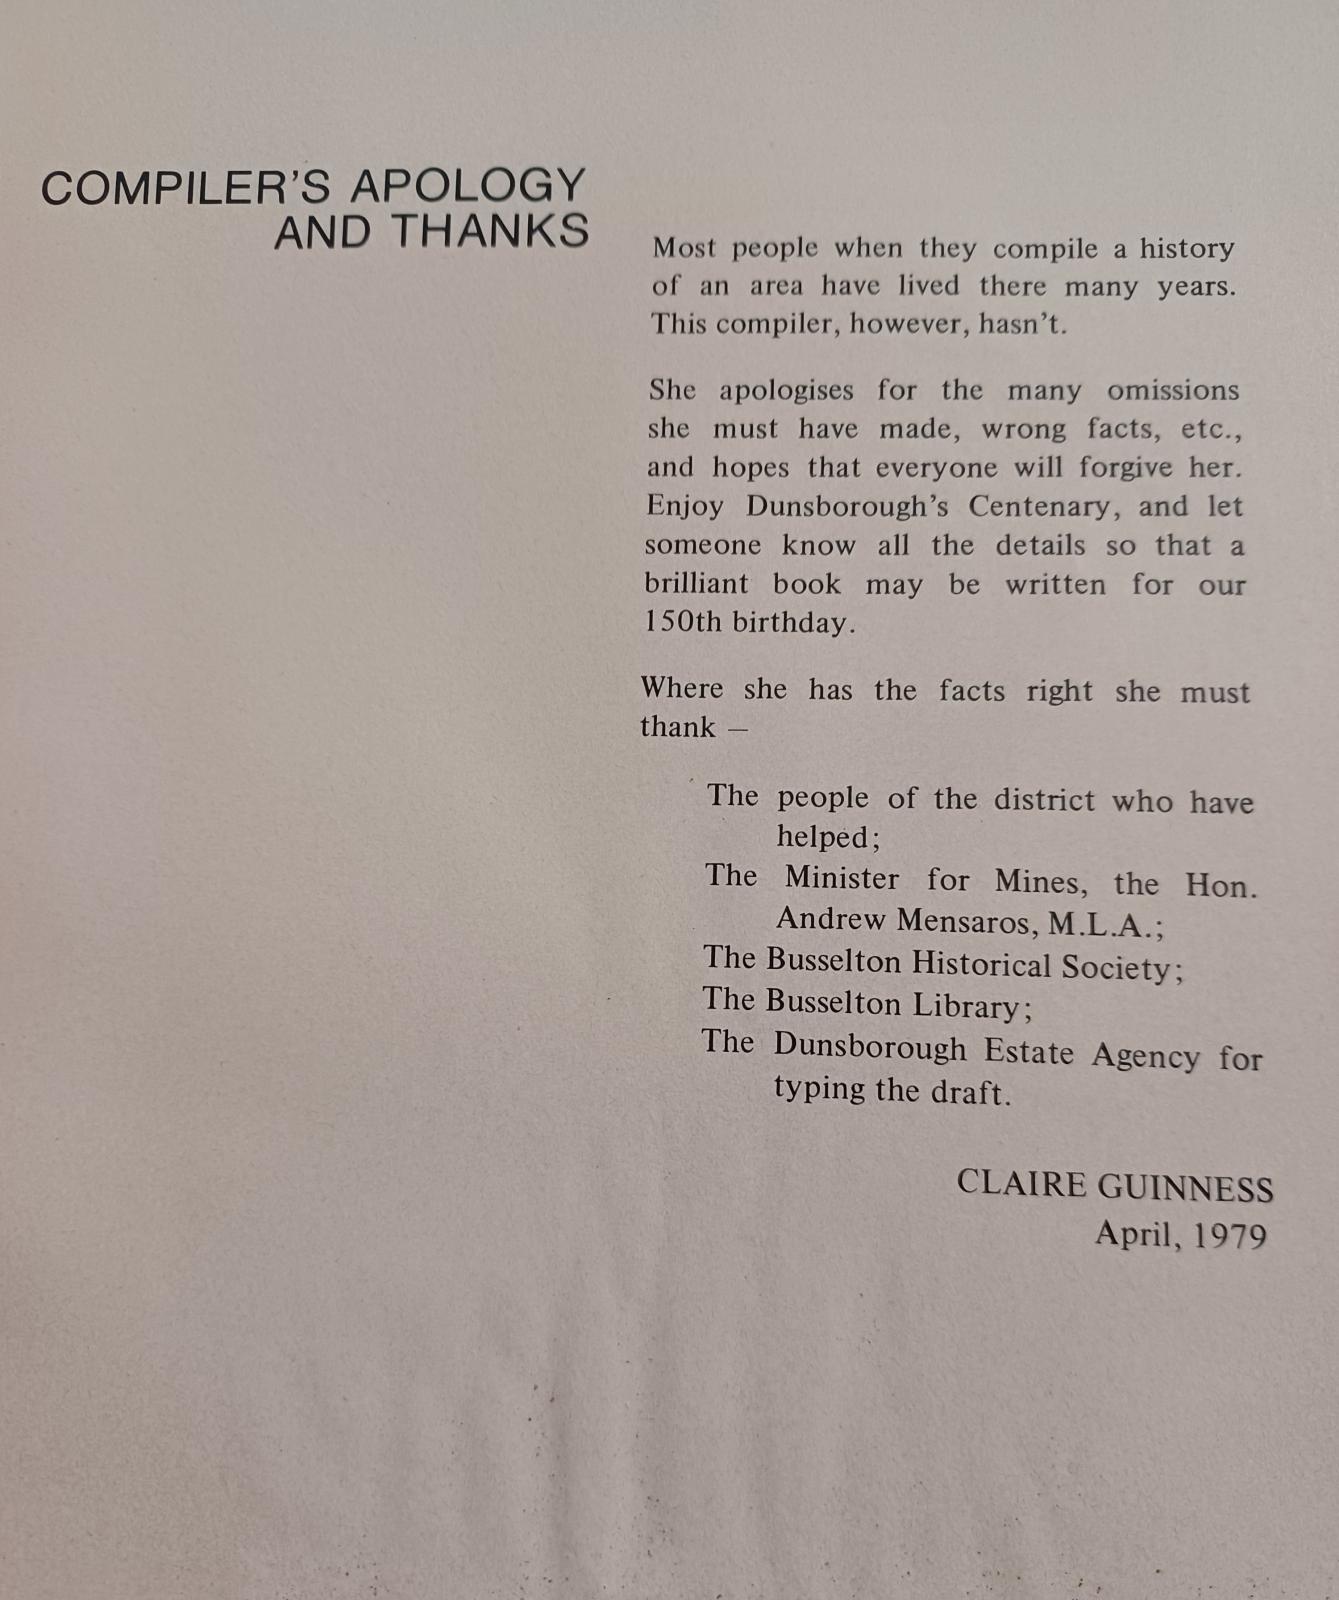 COMPILER'S APOLOGY
AND THANKS
Most people when they compile a history
of an area have lived there many years.
This compiler, however, hasn't.
She apologises for the many omissions
she must have made, wrong facts, etc.,
and hopes that everyone will forgive her.
Enjoy Dunsborough's Centenary, and let
someone know all the details so that a
brilliant book may be written for our
150th birthday.
Where she has the facts right she must
thank —
The people of the district who have
helped;
The Minister for Mines, the Hon.
Andrew Mensaros, M.L.A.;
The Busselton Historical Society;
The Busselton Library;
The Dunsborough Estate Agency for
typing the draft.
CLAIRE GUINNESS
April, 1979